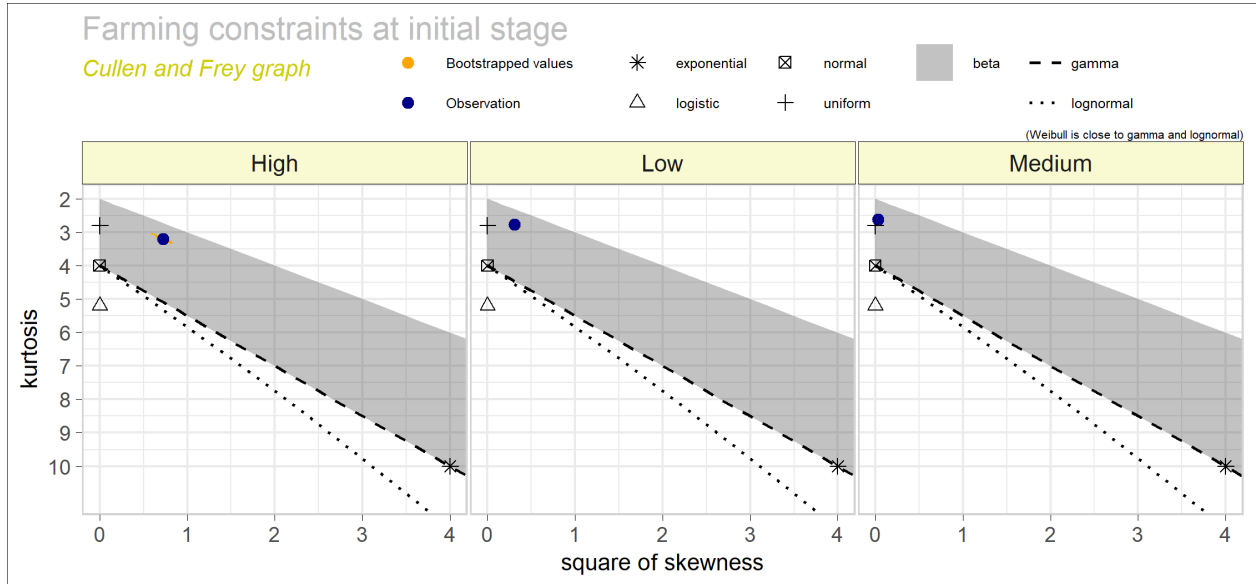 Farming constraints at initial stage
Cullen and Frey graph
Bootstrapped values
exponential
normal
beta
gamma
Observation
logistic
uniform
lognormal
(Weibull is close to gamma and lognormal)
High
Low
Medium
kurtosis
2
3
4
5
6
7
8
9
10
0 1 2 3 4
0 1 2 3 4
0 1 2 3 4
square of skewness